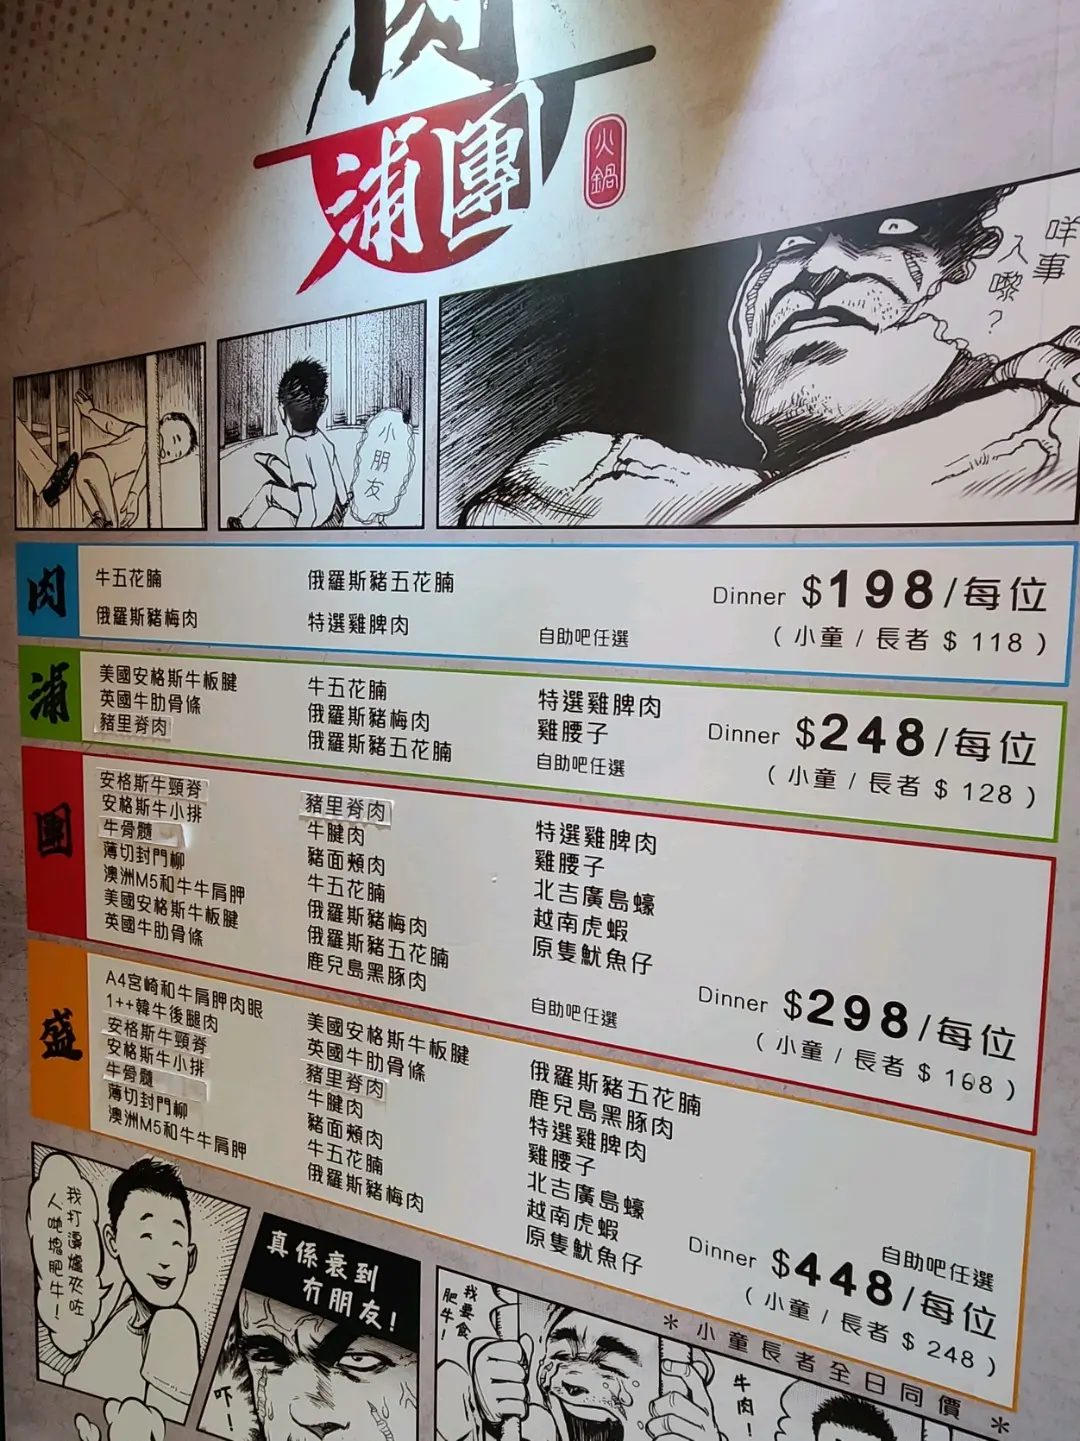 肉
浦團
火鍋
咩事
入嚟?
小朋友
肉
牛五花腩
俄羅斯豬梅肉
俄羅斯豬五花腩
特選雞脾肉
自助吧任選
Dinner $198/每位
( 小童 / 長者 $ 118 )
浦
美國安格斯牛板腱
英國牛肋骨條
豬里脊肉
牛五花腩
俄羅斯豬梅肉
俄羅斯豬五花腩
特選雞脾肉
雞腰子
自助吧任選
Dinner $248/每位
( 小童 / 長者 $ 128 )
團
安格斯牛頸脊
安格斯牛小排
牛骨髓
薄切封門柳
澳洲M5和牛牛肩胛
美國安格斯牛板腱
英國牛肋骨條
豬里脊肉
牛腱肉
豬面頰肉
牛五花腩
俄羅斯豬梅肉
俄羅斯豬五花腩
鹿兒島黑豚肉
特選雞脾肉
雞腰子
北吉廣島蠔
越南虎蝦
原隻魷魚仔
自助吧任選
Dinner $298/每位
( 小童 / 長者 $ 168 )
盛
A4宮崎和牛肩胛肉眼
1++韓牛後腿肉
安格斯牛頸脊
安格斯牛小排
牛骨髓
薄切封門柳
澳洲M5和牛牛肩胛
美國安格斯牛板腱
英國牛肋骨條
豬里脊肉
牛腱肉
豬面頰肉
牛五花腩
俄羅斯豬梅肉
俄羅斯豬五花腩
鹿兒島黑豚肉
特選雞脾肉
雞腰子
北吉廣島蠔
越南虎蝦
原隻魷魚仔
自助吧任選
Dinner $448/每位
( 小童 / 長者 $ 248 )
* 小童長者全日同價 *
我打邊爐夾咗
人哋塊肥牛!
真係衰到
冇朋友!
吓!
我要食
肥牛!
牛肉!